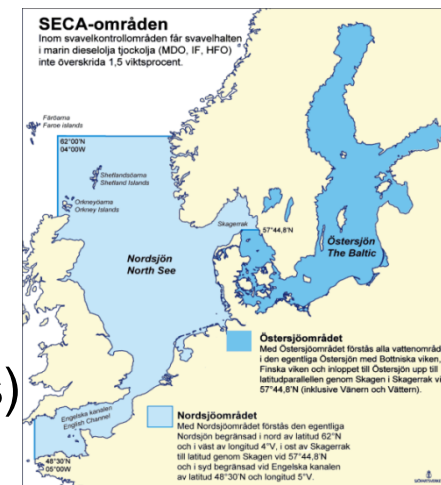 SECA-områden
Inom svavelkontrollområden får svavelhalten
i marin dieselolja tjockolja (MDO, IF, HFO)
inte överskrida 1,5 viktsprocent.
Färöarna
Faroe islands
62°00'N
04°00W
Shetlandsöarna
Shetland Islands
Orkneyöarna
Orkney Islands
Skagerrak
57°44,8'N
Nordsjön
North See
Östersjön
The Baltic
s)
Engelska kanalen
English Channel
48°30'N
05°00W
Östersjöområdet
Med Östersjöområdet förstås alla vattenområd
i den egentliga Östersjön med Bottniska viken,
Finska viken och inloppet till Östersjön upp till
latitudparallellen genom Skagen i Skagerrak vi
57°44,8'N (inklusive Vänern och Vättern).
Nordsjöområdet
Med Nordsjöområdet förstås den egentliga
Nordsjön begränsad i nord av latitud 62°N
och i väst av longitud 4°V, i ost av Skagerrak
till latitud genom Skagen vid 57°44,8'N
och i syd begränsad vid Engelska kanalen
av latitud 48°30'N och longitud 5°V.